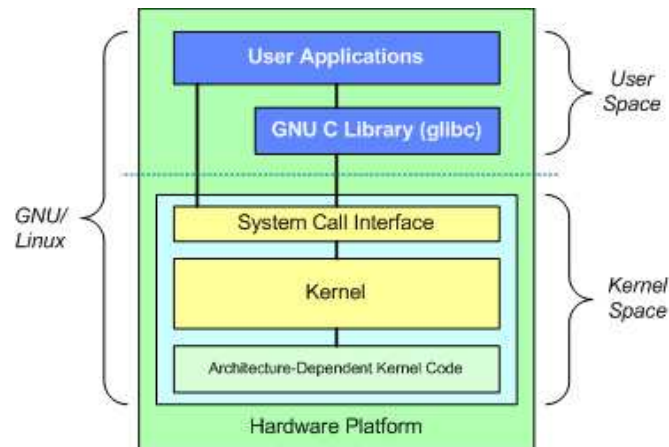 User Applications
GNU C Library (glibc)
User
Space
GNU/
Linux
System Call Interface
Kernel
Kernel
Space
Architecture-Dependent Kernel Code
Hardware Platform